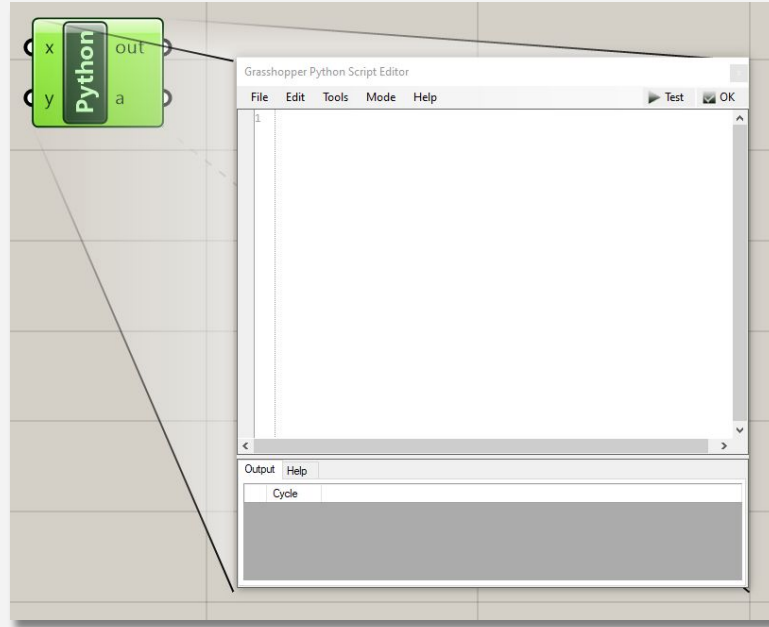 x out
Python
y a
Grasshopper Python Script Editor
File Edit Tools Mode Help Test OK
1
Output Help
Cycle